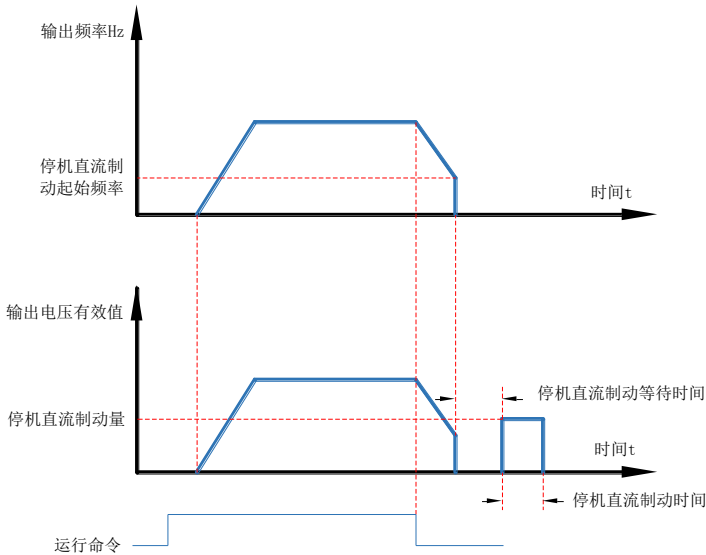 输出频率Hz
停机直流制
动起始频率
时间t
输出电压有效值
停机直流制动等待时间
停机直流制动量
时间t
停机直流制动时间
运行命令